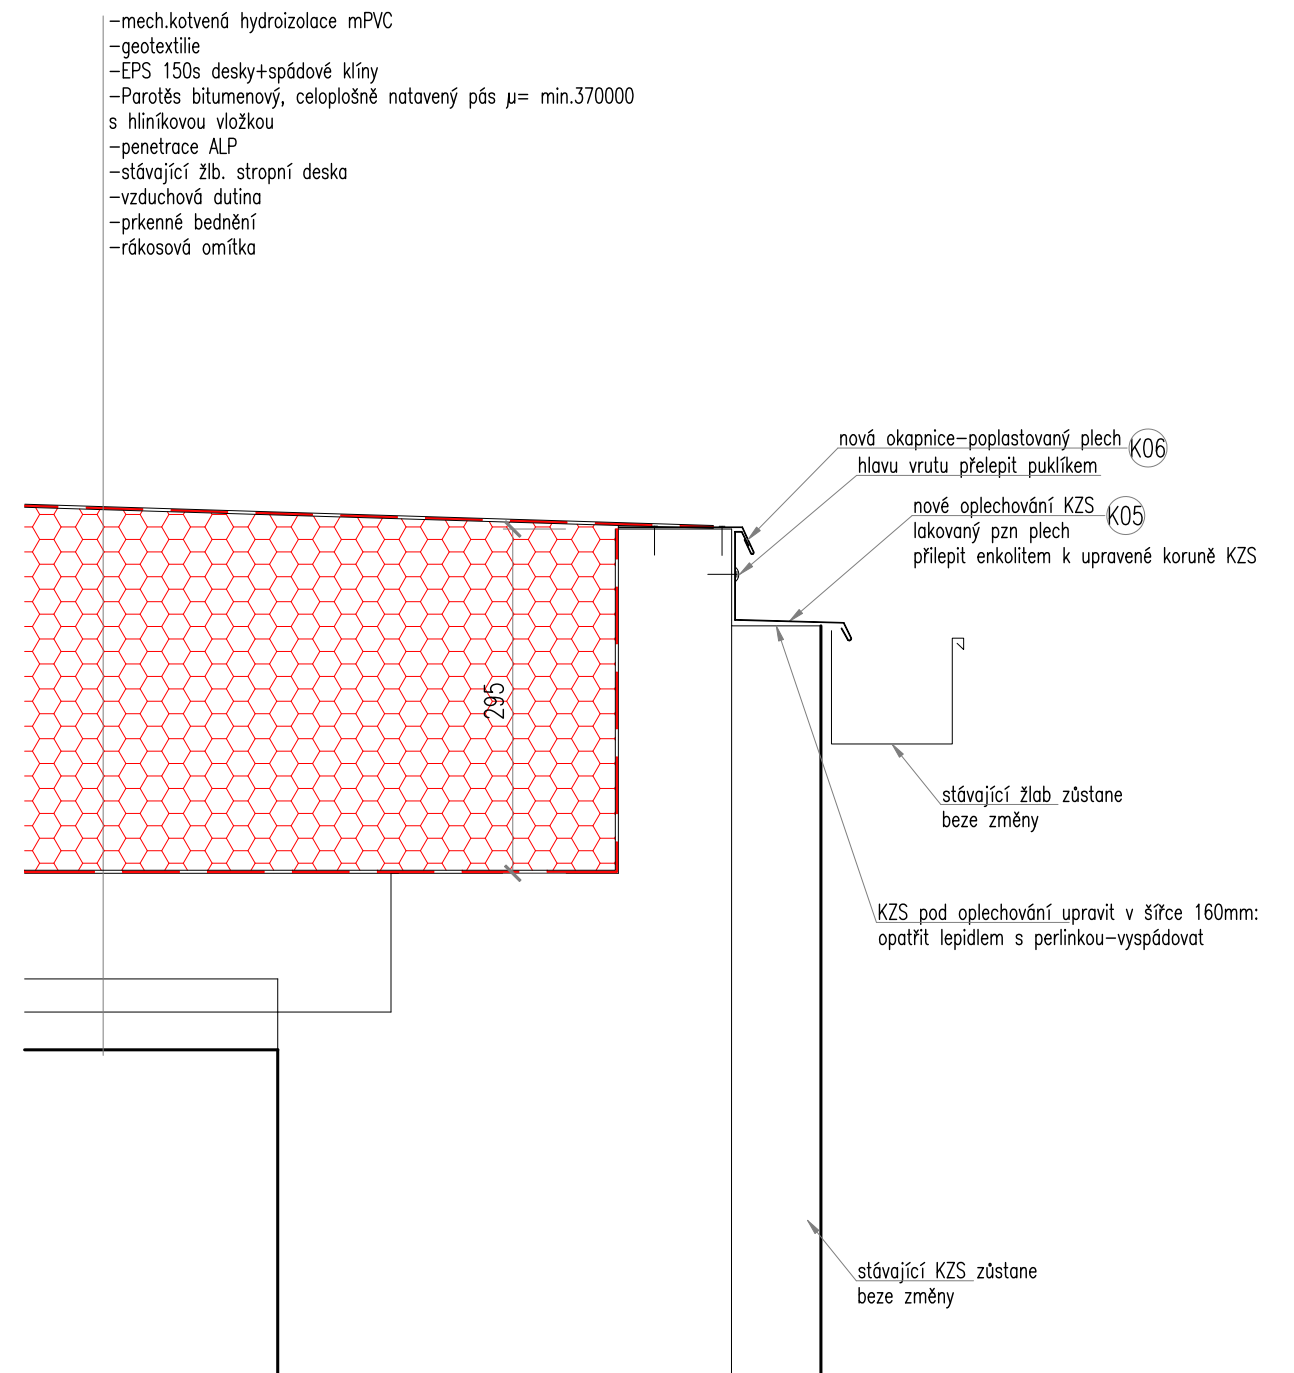 -mech.kotvená hydroizolace mPVC
-geotextilie
-EPS 150s desky+spádové klíny
-Parotěs bitumenový, celoplošně natavený pás µ= min.370000
s hliníkovou vložkou
-penetrace ALP
-stávající žlb. stropní deska
-vzduchová dutina
-prkenné bednění
-rákosová omítka
nová okapnice-poplastovaný plech K06
hlavu vrutu přelepit puklíkem
nové oplechování KZS K05
lakovaný pzn plech
přilepit enkolitem k upravené koruně KZS
295
stávající žlab zůstane
beze změny
KZS pod oplechování upravit v šířce 160mm:
opatřit lepidlem s perlinkou-vyspádovat
stávající KZS zůstane
beze změny